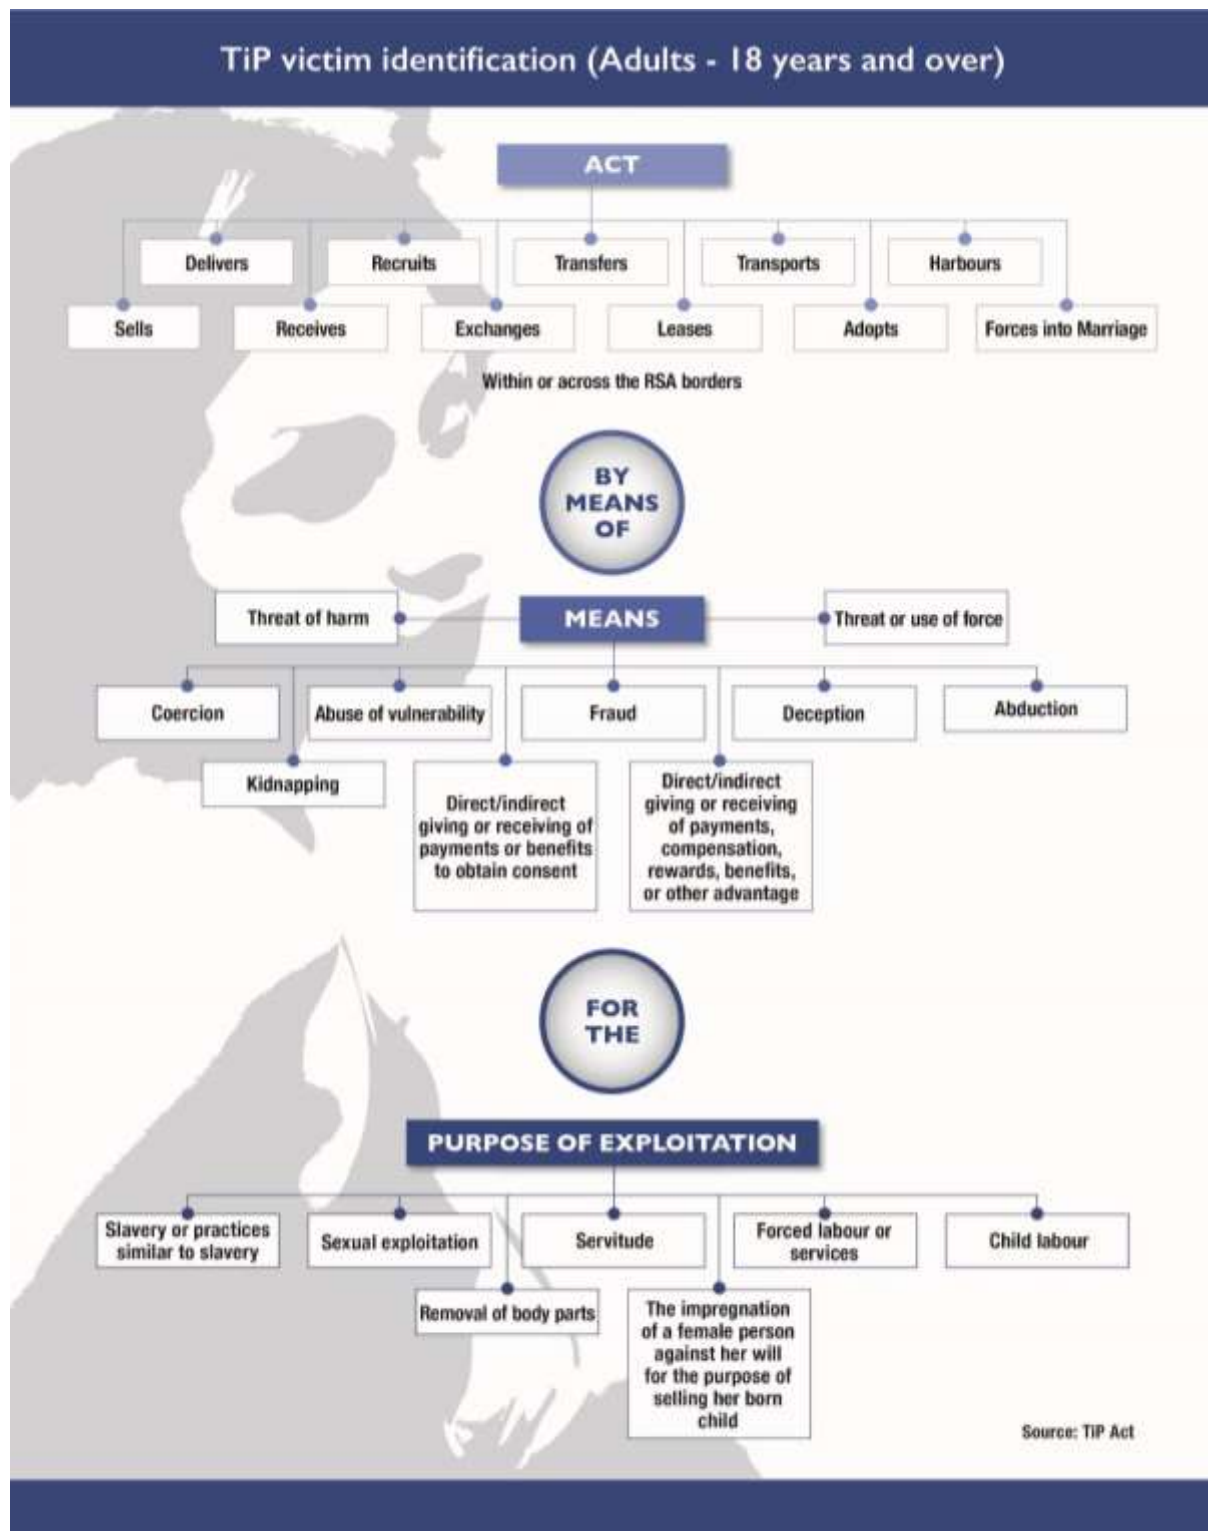 TiP victim identification (Adults - 18 years and over)
ACT
Delivers
Recruits
Transfers
Transports
Harbours
Sells
Receives
Exchanges
Leases
Adopts
Forces into Marriage
Within or across the RSA borders
BY
MEANS
OF
Threat of harm
MEANS
Threat or use of force
Coercion
Abuse of vulnerability
Fraud
Deception
Abduction
Kidnapping
Direct/indirect
giving or receiving of
payments or benefits
to obtain consent
Direct/indirect
giving or receiving
of payments,
compensation,
rewards, benefits,
or other advantage
FOR
THE
PURPOSE OF EXPLOITATION
Slavery or practices
similar to slavery
Sexual exploitation
Servitude
Forced labour or
services
Child labour
Removal of body parts
The impregnation
of a female person
against her will
for the purpose of
selling her born
child
Source: TiP Act